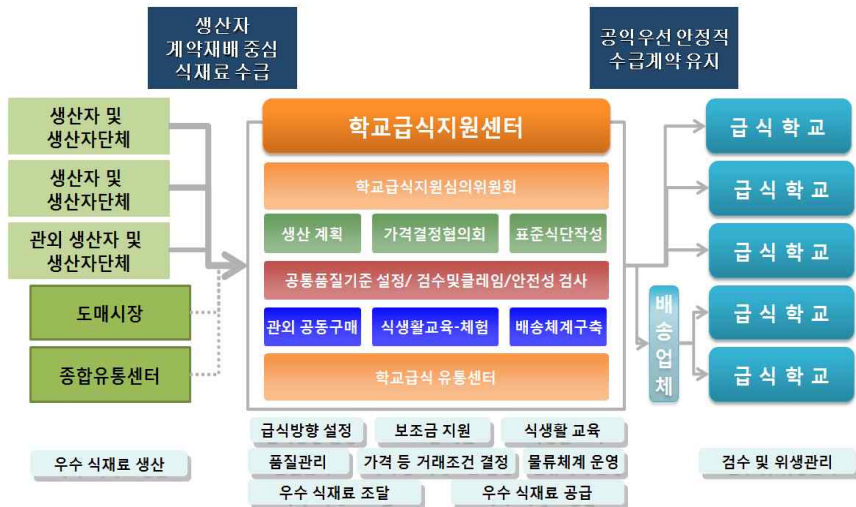 생산자
계약재배 중심
식재료 수급
공익우선 안정적
수급계약 유지
생산자 및
생산자단체
생산자 및
생산자단체
관외 생산자 및
생산자단체
도매시장
종합유통센터
우수 식재료 생산
학교급식지원센터
학교급식지원심의위원회
생산 계획
가격결정협의회
표준식단작성
공통품질기준 설정/ 검수및클레임/안전성 검사
관외 공동구매
식생활교육-체험
배송체계구축
학교급식 유통센터
급식방향 설정
보조금 지원
식생활 교육
품질관리
가격 등 거래조건 결정
물류체계 운영
우수 식재료 조달
우수 식재료 공급
배송업체
급 식 학 교
급 식 학 교
급 식 학 교
급 식 학 교
급 식 학 교
검수 및 위생관리